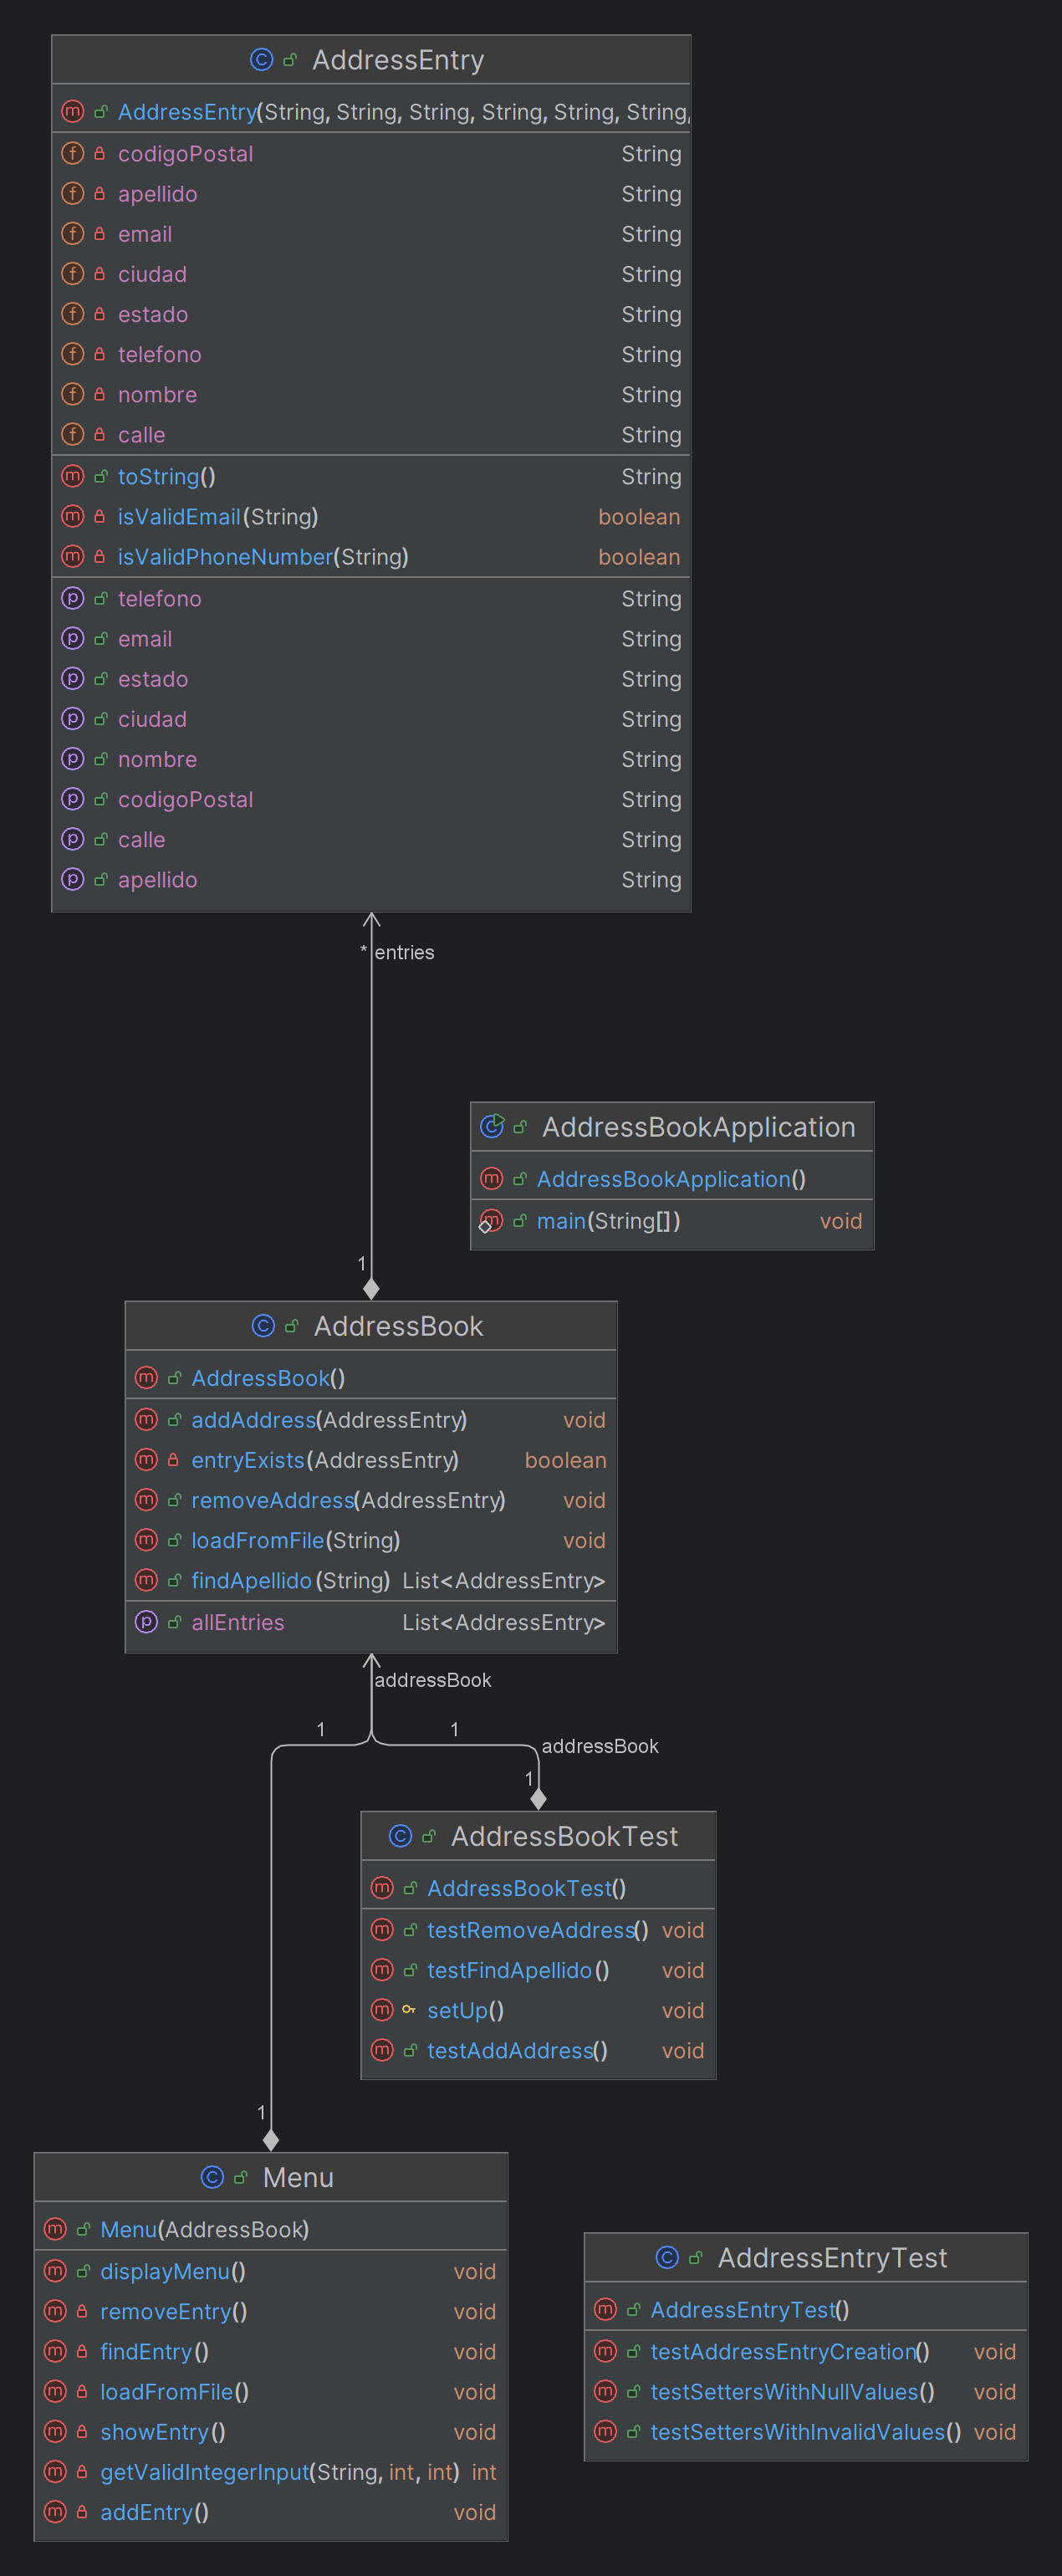 AddressEntry
AddressEntry(String, String, String, String, String, String,
codigoPostal String
apellido String
email String
ciudad String
estado String
telefono String
nombre String
calle String
toString() String
isValidEmail(String) boolean
isValidPhoneNumber(String) boolean
telefono String
email String
estado String
ciudad String
nombre String
codigoPostal String
calle String
apellido String
* entries
AddressBookApplication
AddressBookApplication()
main(String[]) void
1
AddressBook
AddressBook()
addAddress(AddressEntry) void
entryExists(AddressEntry) boolean
removeAddress(AddressEntry) void
loadFromFile(String) void
findApellido(String) List<AddressEntry>
allEntries List<AddressEntry>
addressBook
1 1
addressBook
1
AddressBookTest
AddressBookTest()
testRemoveAddress() void
testFindApellido() void
setUp() void
testAddAddress() void
1
Menu
Menu(AddressBook)
displayMenu() void
removeEntry() void
findEntry() void
loadFromFile() void
showEntry() void
getValidIntegerInput(String, int, int) int
addEntry() void
AddressEntryTest
AddressEntryTest()
testAddressEntryCreation() void
testSettersWithNullValues() void
testSettersWithInvalidValues() void